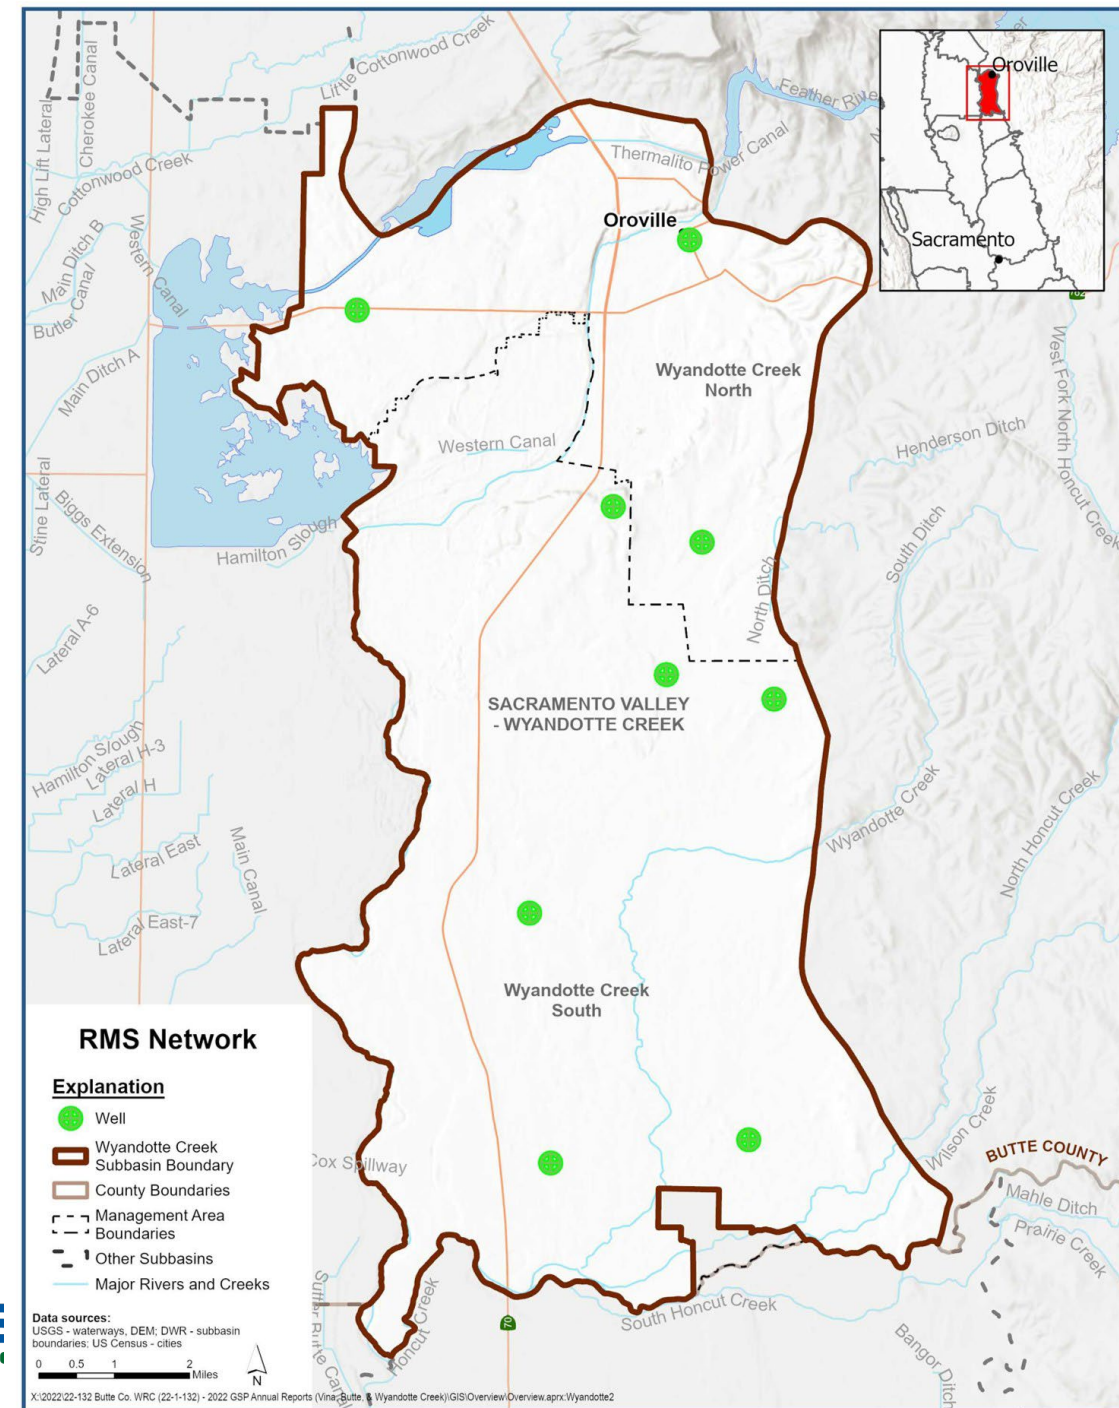 Little Cottonwood Creek
Cherokee Canal
High Lift Lateral
Cottonwood Creek
Main Ditch B
Western Canal
Butler Canal/
Main Ditch A
Feather River
Thermalito Power Canal
Oroville
Oroville
Sacramento
162
Wyandotte Creek
North
West Fork North Honcut Creek
Henderson Ditch
Western Canal
South Ditch
Stine Lateral
Biggs Extension
Hamilton Slough
North Ditch
Lateral A-6
SACRAMENTO VALLEY
- WYANDOTTE CREEK
Hamilton Slough
Lateral H-3
Lateral H
Wyandotte Creek
North Honcut Creek
Lateral East
Main Canal
Lateral East-7
Wyandotte Creek
South
RMS Network
Explanation
Well
Wyandotte Creek
Subbasin Boundary
County Boundaries
Management Area
Boundaries
Other Subbasins
Major Rivers and Creeks
Data sources:
USGS - waterways, DEM; DWR - subbasin
boundaries; US Census - cities
0 0.5 1 2
Miles
N
Cox Spillway
Wilson Creek
BUTTE COUNTY
Mahle Ditch
Prairie Creek
Sutter Butte Canal
Honcut Creek
70
South Honcut Creek
Bangor Ditch
X:\2022\22-132 Butte Co. WRC (22-1-132) - 2022 GSP Annual Reports (Vina, Butte, & Wyandotte Creek)\GIS\Overview\Overview.aprx:Wyandotte2